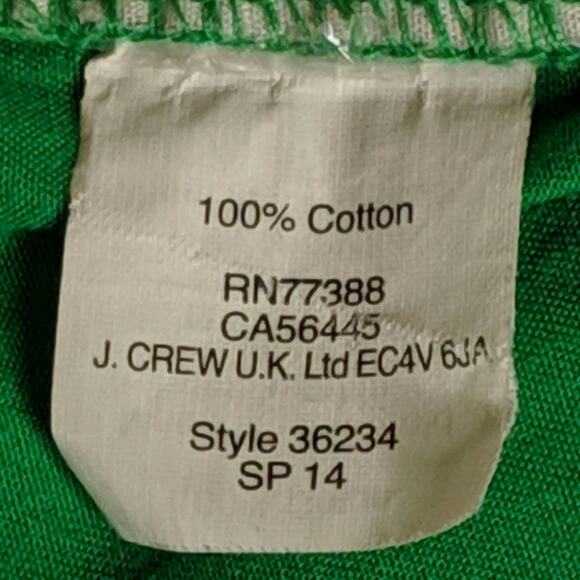 100% Cotton
RN77388
CA56445
J. CREW U.K. Ltd EC4V 6JA
Style 36234
SP 14